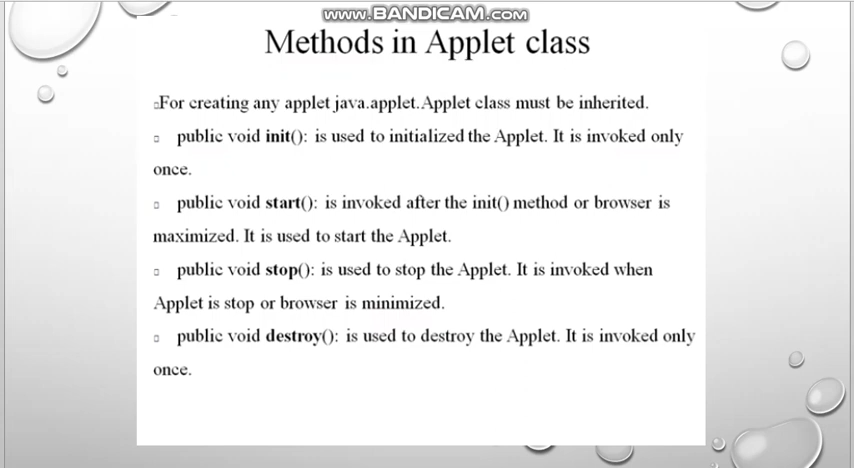 www.BANDICAM.com
Methods in Applet class
For creating any applet java.applet.Applet class must be inherited.
public void init(): is used to initialized the Applet. It is invoked only
once.
public void start(): is invoked after the init() method or browser is
maximized. It is used to start the Applet.
public void stop(): is used to stop the Applet. It is invoked when
Applet is stop or browser is minimized.
public void destroy(): is used to destroy the Applet. It is invoked only
once.